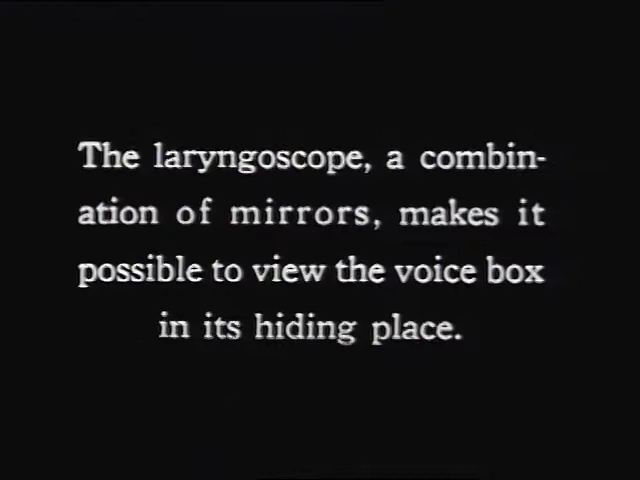 The laryngoscope, a combin-
ation of mirrors, makes it
possible to view the voice box
in its hiding place.